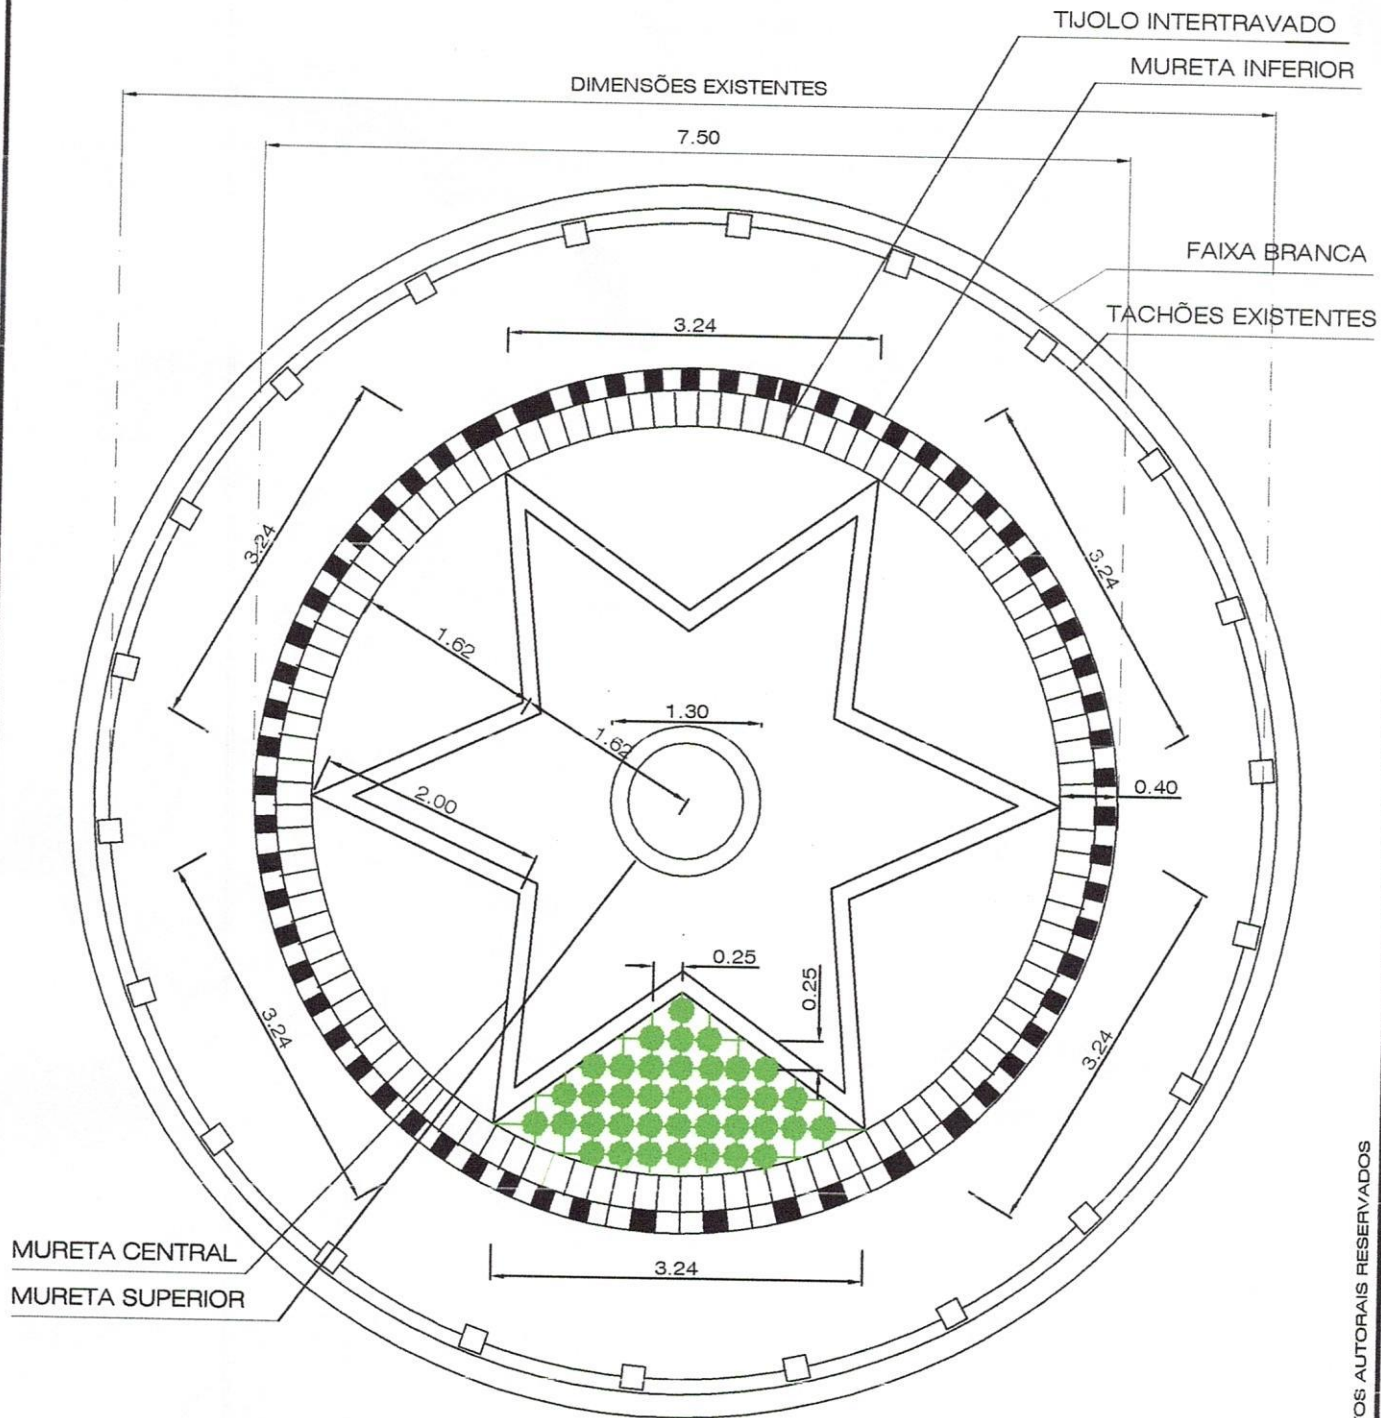 TIJOLO INTERTRAVADO
MURETA INFERIOR
DIMENSÕES EXISTENTES
7.50
FAIXA BRANCA
TACHÕES EXISTENTES
3.24
3.24
3.24
1.62
1.62
1.30
2.00
0.40
0.25
0.25
3.24
3.24
3.24
MURETA CENTRAL
MURETA SUPERIOR
OS AUTORAIS RESERVADOS